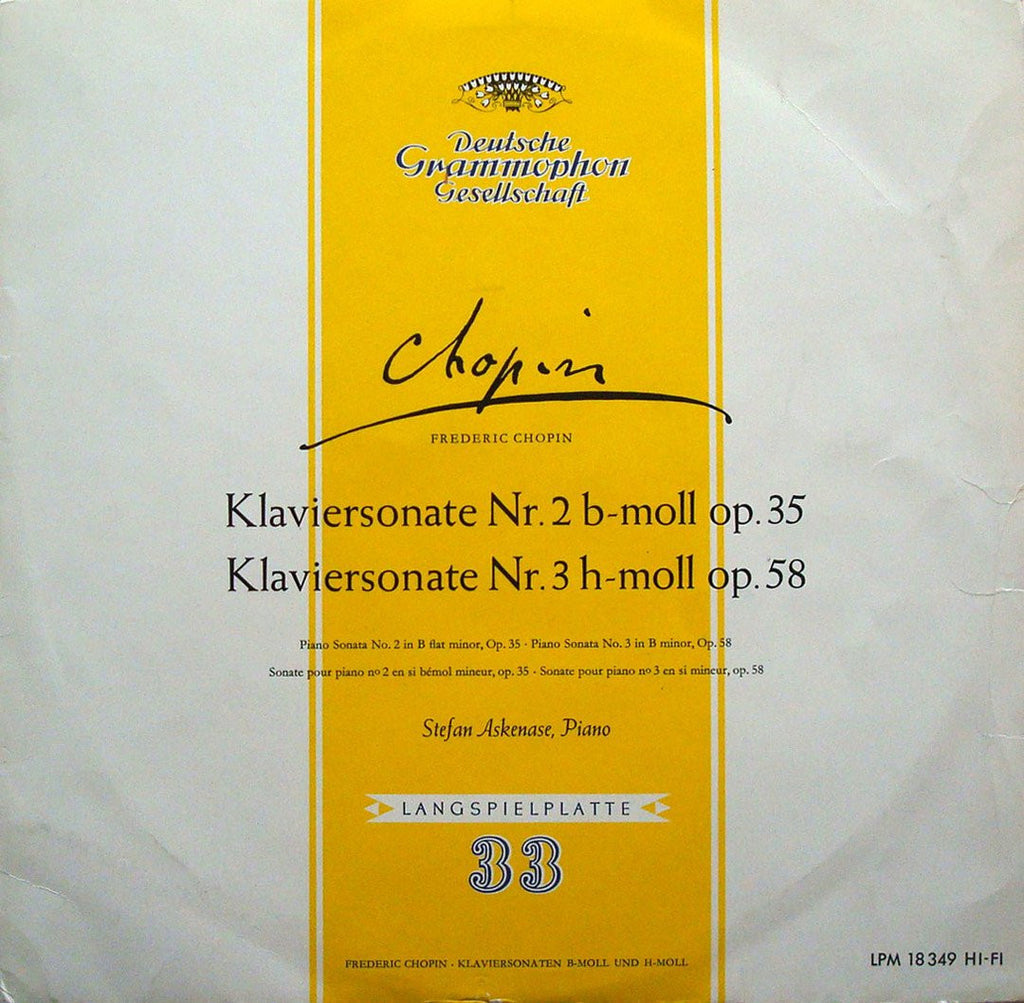 Deutsche
Grammophon
Gesellschaft
Chopin
FREDERIC CHOPIN
Klaviersonate Nr. 2 b-moll op. 35
Klaviersonate Nr. 3 h-moll op. 58
Piano Sonata No. 2 in B flat minor, Op. 35 · Piano Sonata No. 3 in B minor, Op. 58
Sonate pour piano nº 2 en si bémol mineur, op. 35 - Sonate pour piano nº 3 en si mineur, op. 58
Stefan Askenase, Piano
LANGSPIELPLATTE
33
FREDERIC CHOPIN · KLAVIERSONATEN B-MOLL UND H-MOLL
LPM 18 349 HI-FI